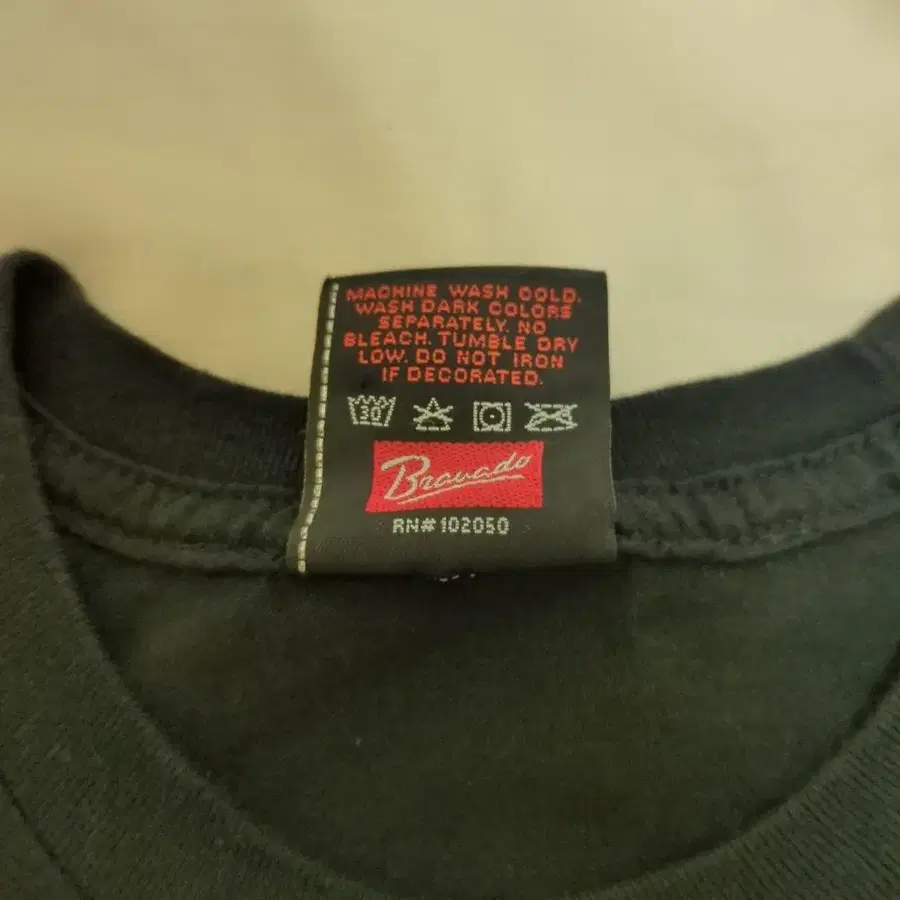 MACHINE WASH COLD.
WASH DARK COLORS
SEPARATELY. NO
BLEACH. TUMBLE DRY
LOW. DO NOT IRON
IF DECORATED.
30
Bravado
RN#102050